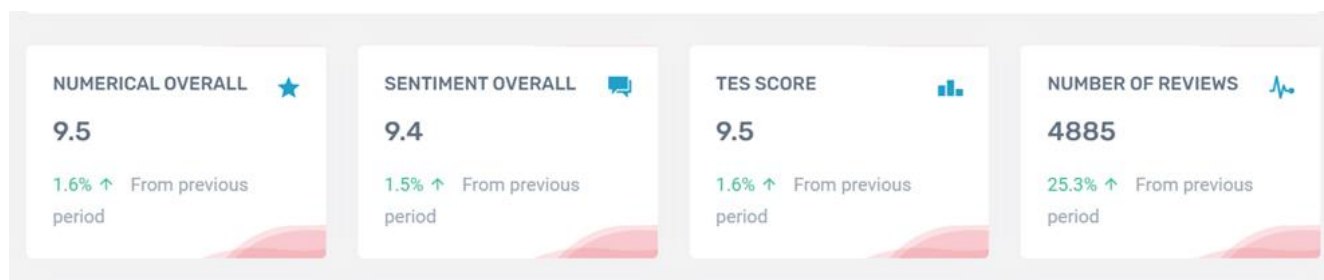 NUMERICAL OVERALL
9.5
1.6% ↑ From previous
period
SENTIMENT OVERALL
9.4
1.5% ↑ From previous
period
TES SCORE
9.5
1.6% ↑ From previous
period
NUMBER OF REVIEWS
4885
25.3% ↑ From previous
period